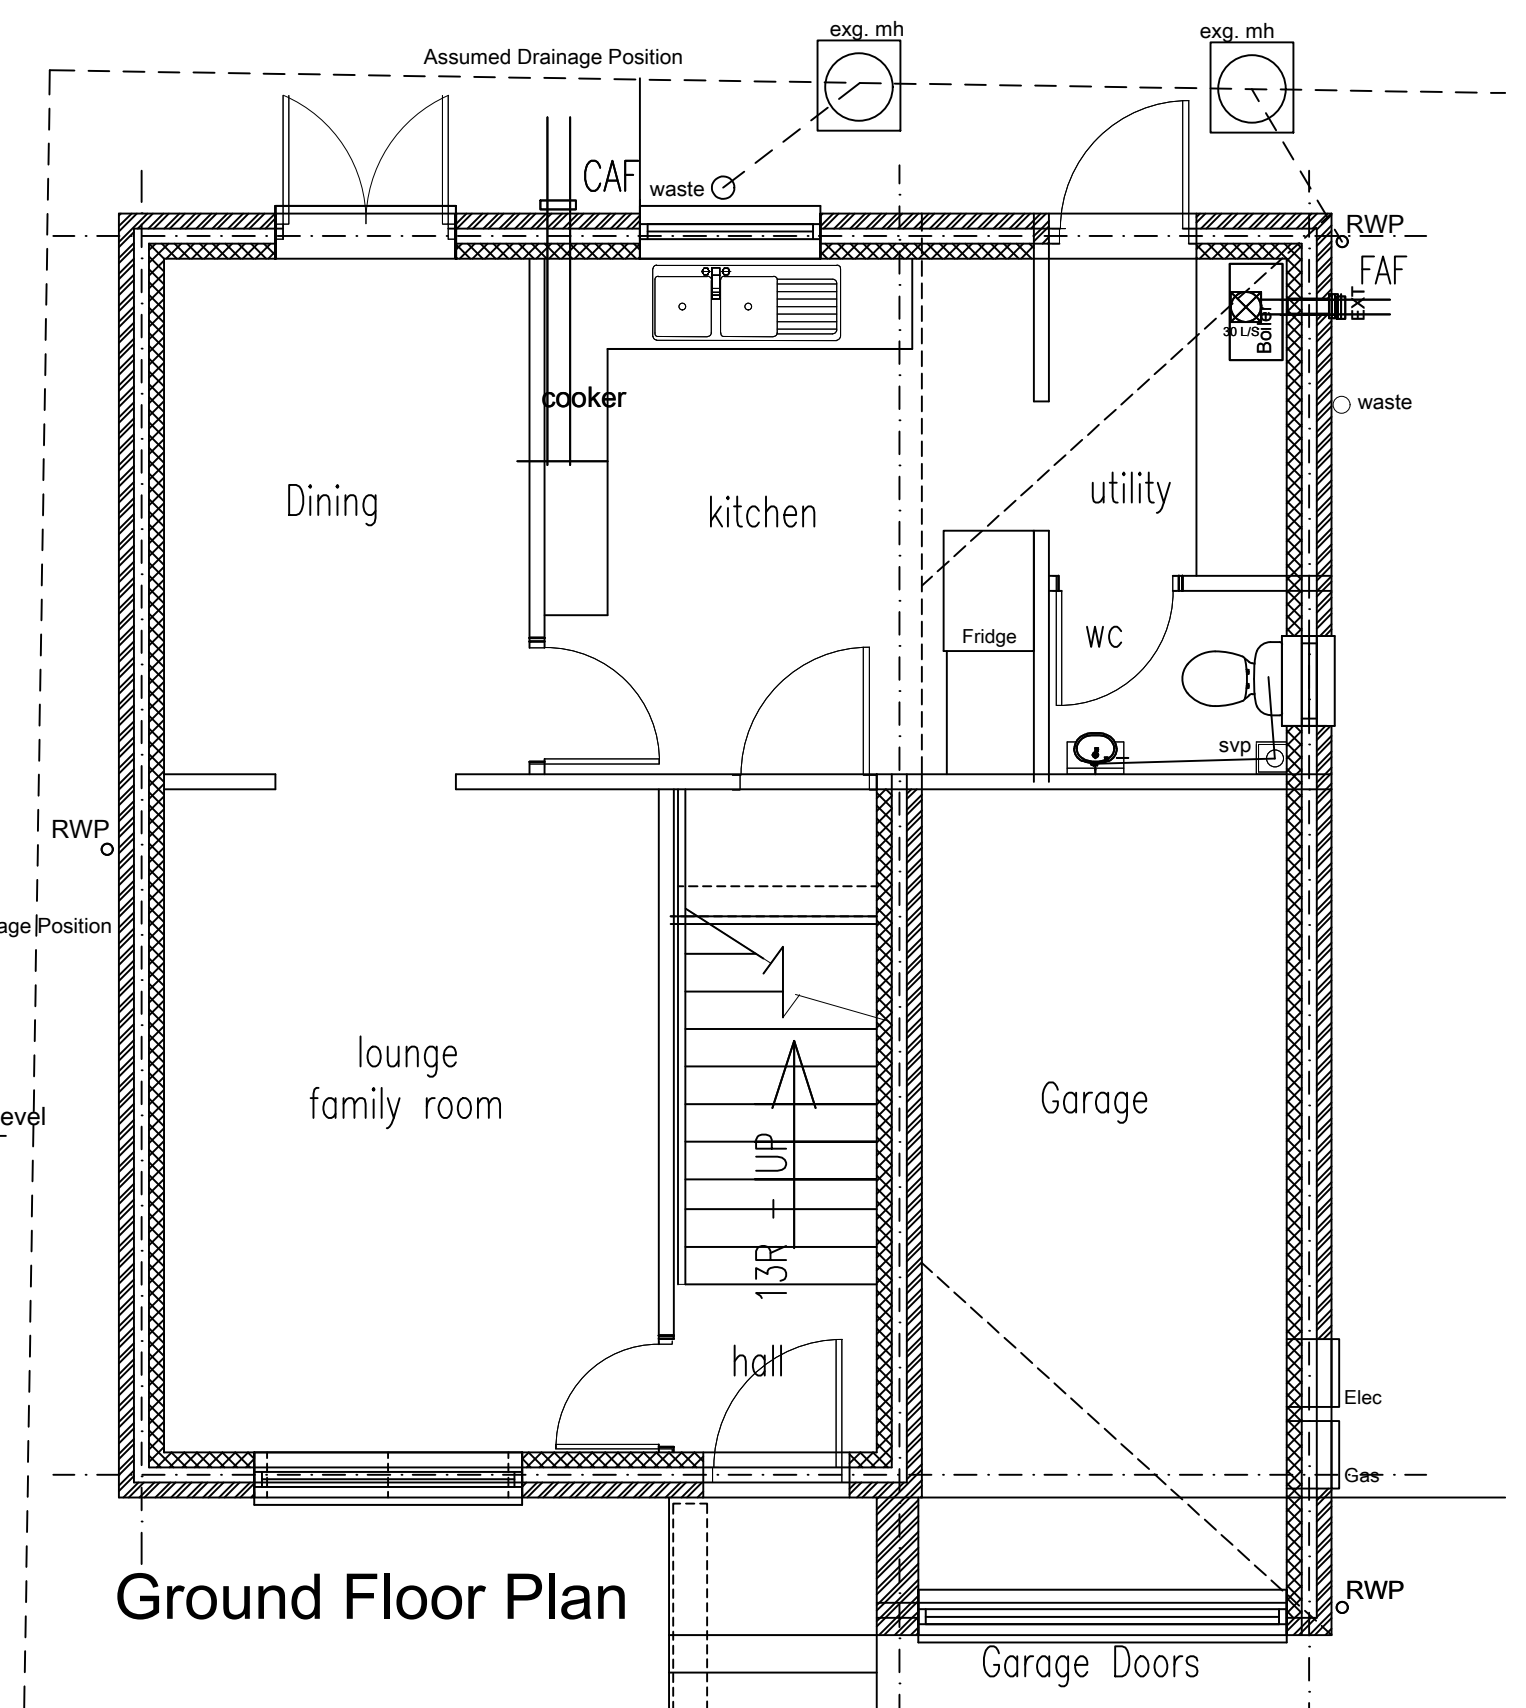 exg. mh
exg. mh
Assumed Drainage Position
CAF
waste
RWP
FAF
EXT
30 L/S
Boiler
cooker
waste
Dining
kitchen
utility
Fridge
WC
svp
RWP
age Position
lounge
family room
Garage
evel
13R - UP
hall
Elec
Gas
Ground Floor Plan
RWP
Garage Doors